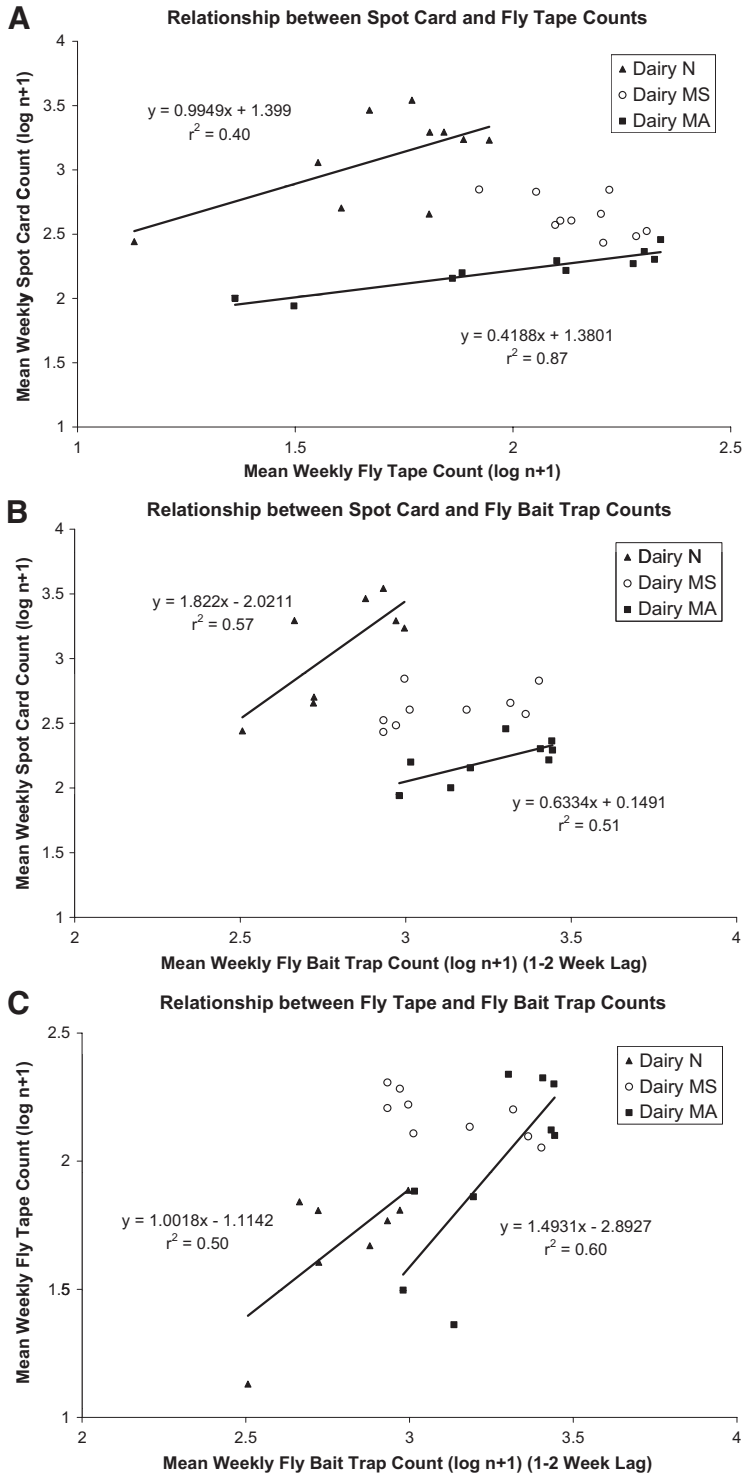 A
Relationship between Spot Card and Fly Tape Counts
Mean Weekly Spot Card Count (log n+1)
4
3.5
3
2.5
2
1.5
1
▲ Dairy N
○ Dairy MS
■ Dairy MA
y = 0.9949x + 1.399
r² = 0.40
y = 0.4188x + 1.3801
r² = 0.87
1
1.5
2
2.5
Mean Weekly Fly Tape Count (log n+1)
B
Relationship between Spot Card and Fly Bait Trap Counts
Mean Weekly Spot Card Count (log n+1)
4
3.5
3
2.5
2
1.5
1
▲ Dairy N
○ Dairy MS
■ Dairy MA
y = 1.822x - 2.0211
r² = 0.57
y = 0.6334x + 0.1491
r² = 0.51
2
2.5
3
3.5
4
Mean Weekly Fly Bait Trap Count (log n+1) (1-2 Week Lag)
C
Relationship between Fly Tape and Fly Bait Trap Counts
Mean Weekly Fly Tape Count (log n+1)
2.5
2
1.5
1
▲ Dairy N
○ Dairy MS
■ Dairy MA
y = 1.0018x - 1.1142
r² = 0.50
y = 1.4931x - 2.8927
r² = 0.60
2
2.5
3
3.5
4
Mean Weekly Fly Bait Trap Count (log n+1) (1-2 Week Lag)